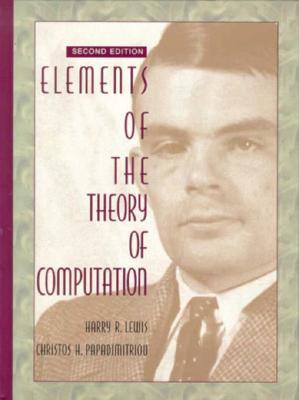 SECOND EDITION
ELEMENTS
OF
THE
THEORY
OF
COMPUTATION
HARRY R. LEWIS
CHRISTOS H. PAPADIMITRIOU